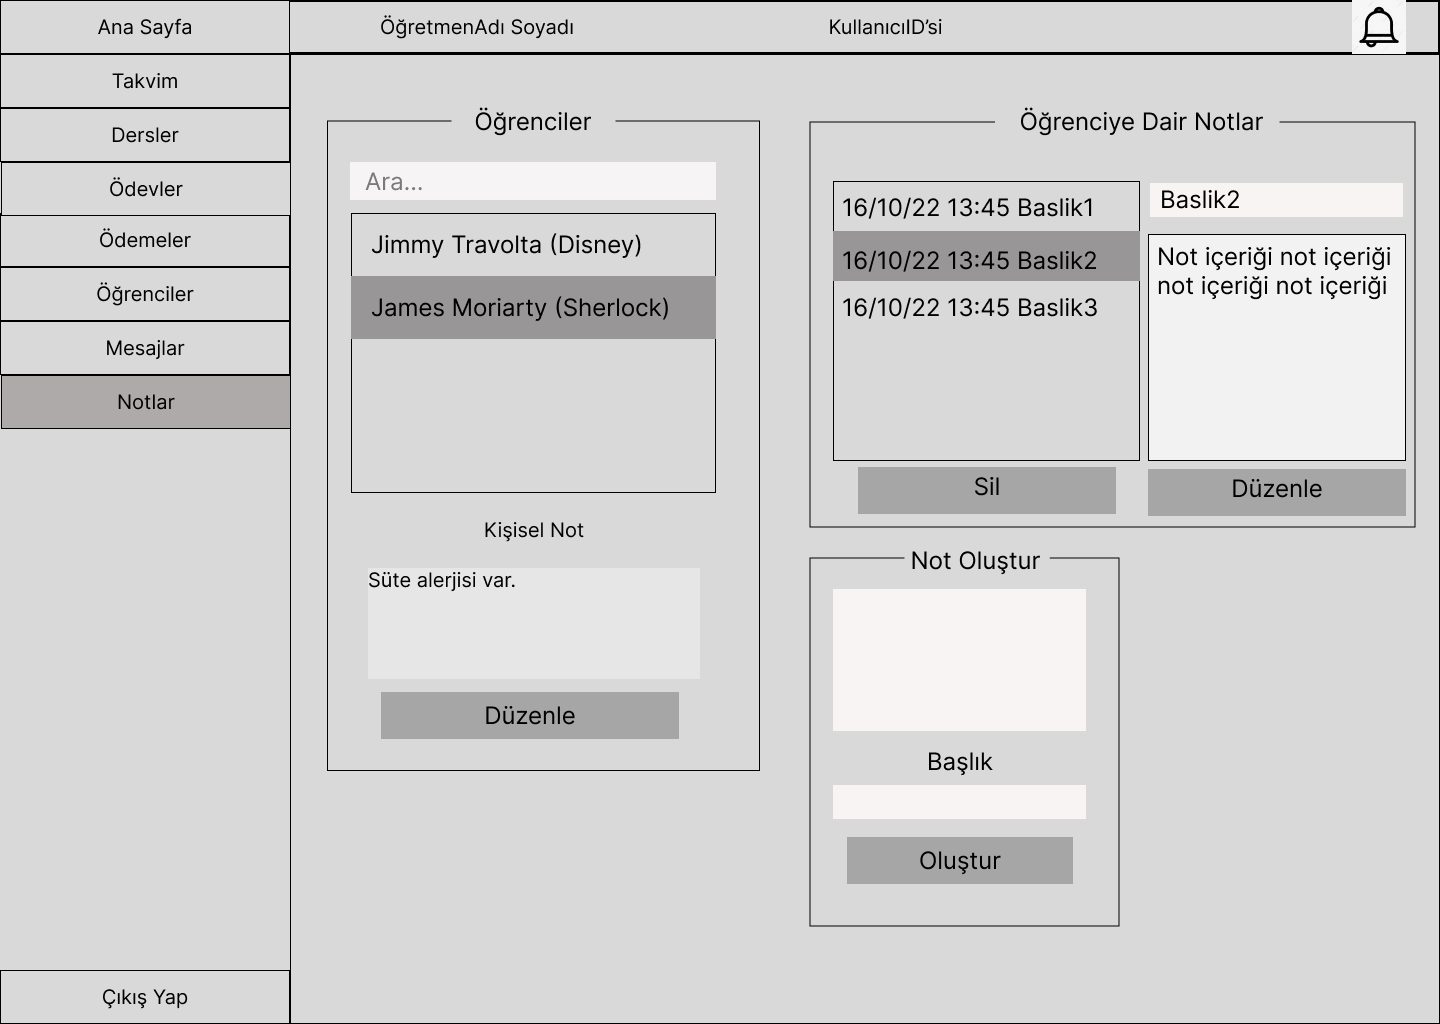 Ana Sayfa
ÖğretmenAdı Soyadı
KullanıcıID’si
Takvim
Dersler
Ödevler
Ödemeler
Öğrenciler
Mesajlar
Notlar
Çıkış Yap
Öğrenciler
Ara...
Jimmy Travolta (Disney)
James Moriarty (Sherlock)
Kişisel Not
Süte alerjisi var.
Düzenle
Öğrenciye Dair Notlar
16/10/22 13:45 Baslik1
16/10/22 13:45 Baslik2
16/10/22 13:45 Baslik3
Sil
Baslik2
Not içeriği not içeriği
not içeriği not içeriği
Düzenle
Not Oluştur
Başlık
Oluştur